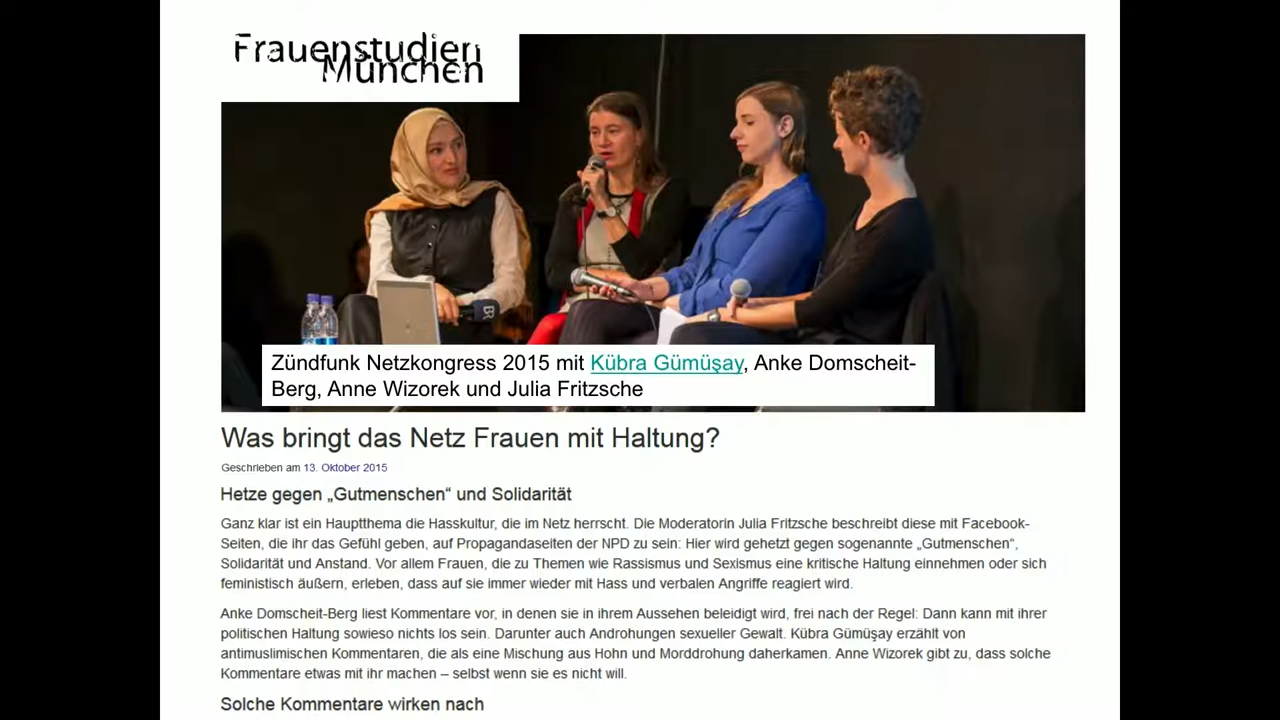 Frauenstudien
München
BR
Zündfunk Netzkongress 2015 mit Kübra Gümüşay, Anke Domscheit-
Berg, Anne Wizorek und Julia Fritzsche
Was bringt das Netz Frauen mit Haltung?
Geschrieben am 13. Oktober 2015
Hetze gegen „Gutmenschen“ und Solidarität
Ganz klar ist ein Hauptthema die Hasskultur, die im Netz herrscht. Die Moderatorin Julia Fritzsche beschreibt diese mit Facebook-
Seiten, die ihr das Gefühl geben, auf Propagandaseiten der NPD zu sein: Hier wird gehetzt gegen sogenannte „Gutmenschen“,
Solidarität und Anstand. Vor allem Frauen, die zu Themen wie Rassismus und Sexismus eine kritische Haltung einnehmen oder sich
feministisch äußern, erleben, dass auf sie immer wieder mit Hass und verbalen Angriffe reagiert wird.
Anke Domscheit-Berg liest Kommentare vor, in denen sie in ihrem Aussehen beleidigt wird, frei nach der Regel: Dann kann mit ihrer
politischen Haltung sowieso nichts los sein. Darunter auch Androhungen sexueller Gewalt. Kübra Gümüşay erzählt von
antimuslimischen Kommentaren, die als eine Mischung aus Hohn und Morddrohung daherkamen. Anne Wizorek gibt zu, dass solche
Kommentare etwas mit ihr machen – selbst wenn sie es nicht will.
Solche Kommentare wirken nach